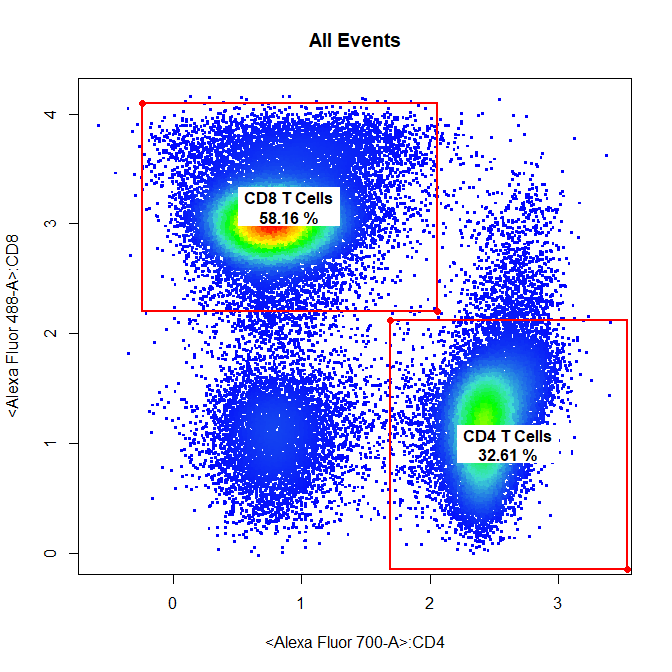 All Events
<Alexa Fluor 488-A>:CD8
4
3
2
1
0
CD8 T Cells
58.16 %
CD4 T Cells
32.61 %
0 1 2 3
<Alexa Fluor 700-A>:CD4